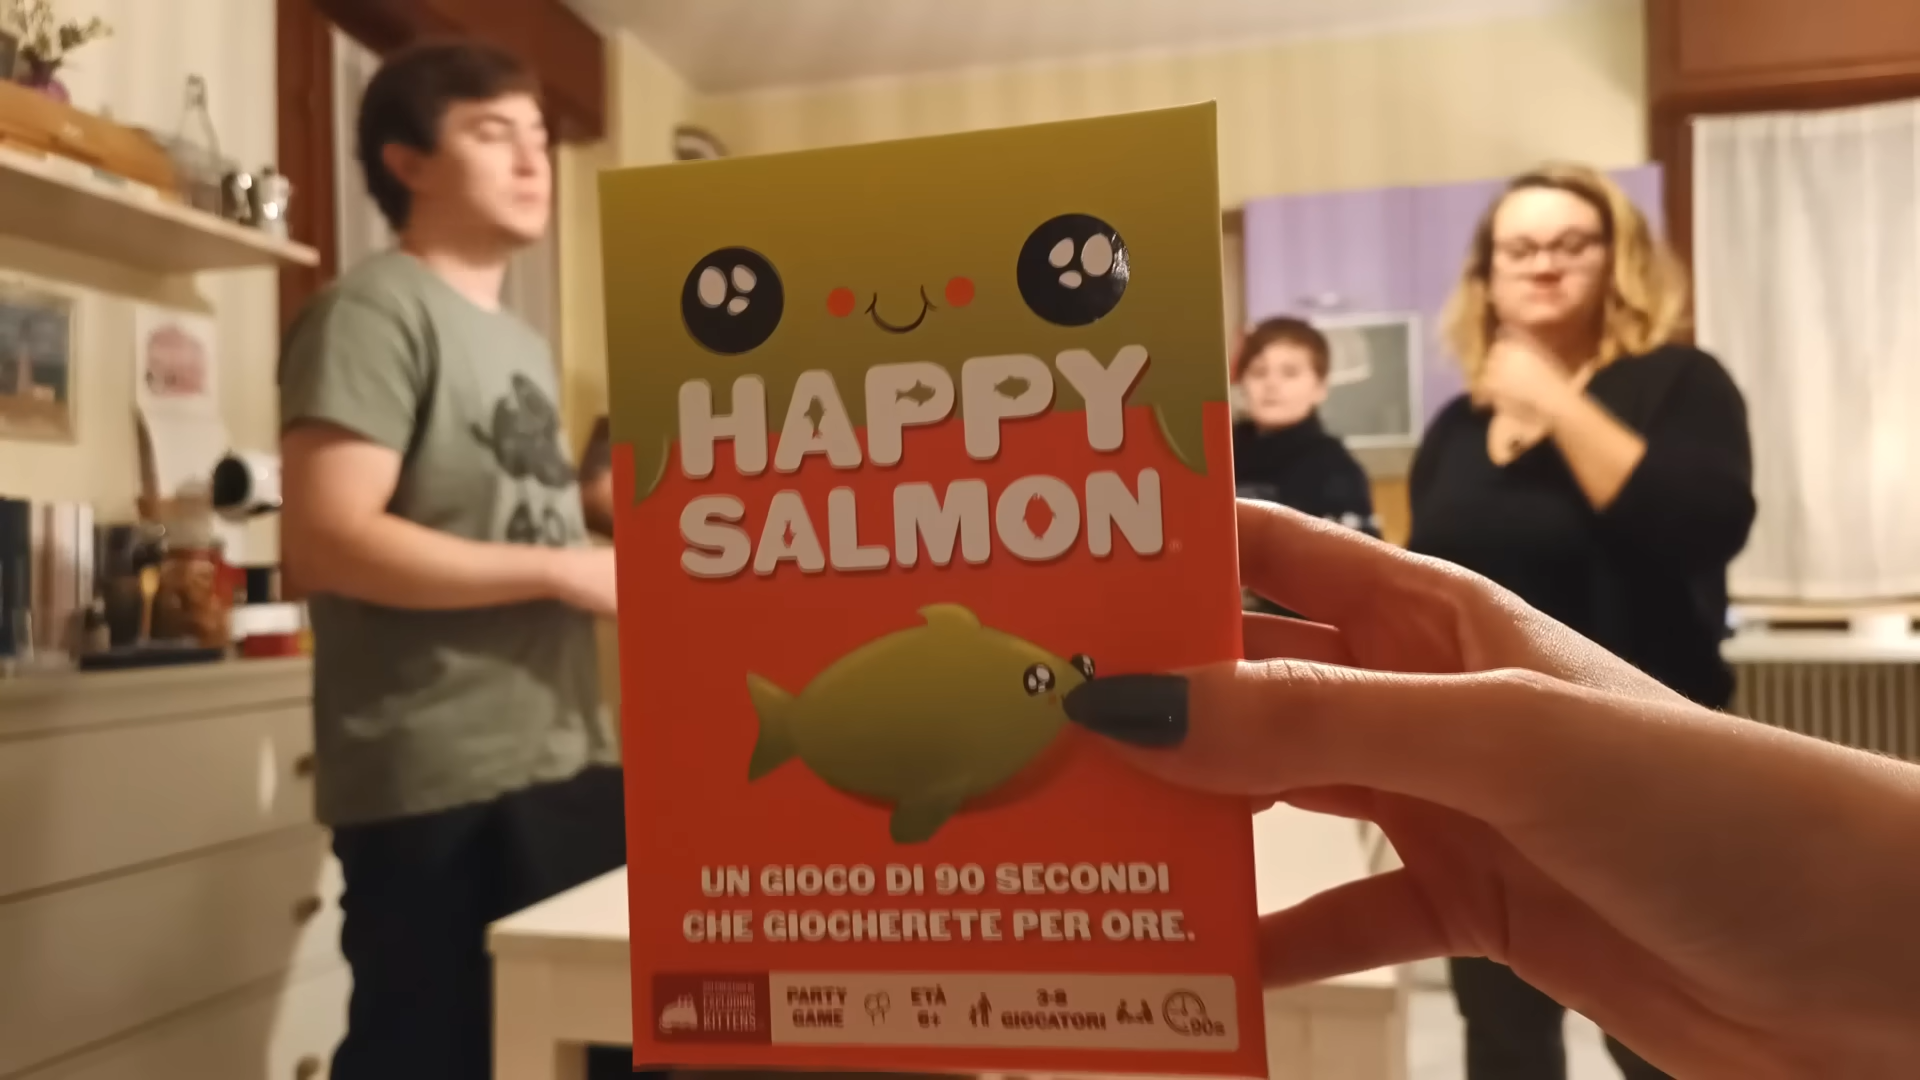 HAPPY
SALMON
UN GIOCO DI 90 SECONDI
CHE GIOCHERETE PER ORE.
EXPLODING
KITTENS
PARTY
GAME
ETÀ
6+
3-8
GIOCATORI
90s
40